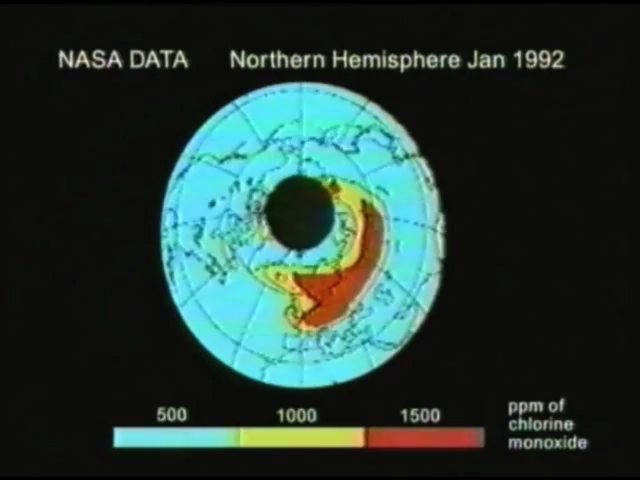 NASA DATA Northern Hemisphere Jan 1992
500 1000 1500
ppm of
chlorine
monoxide